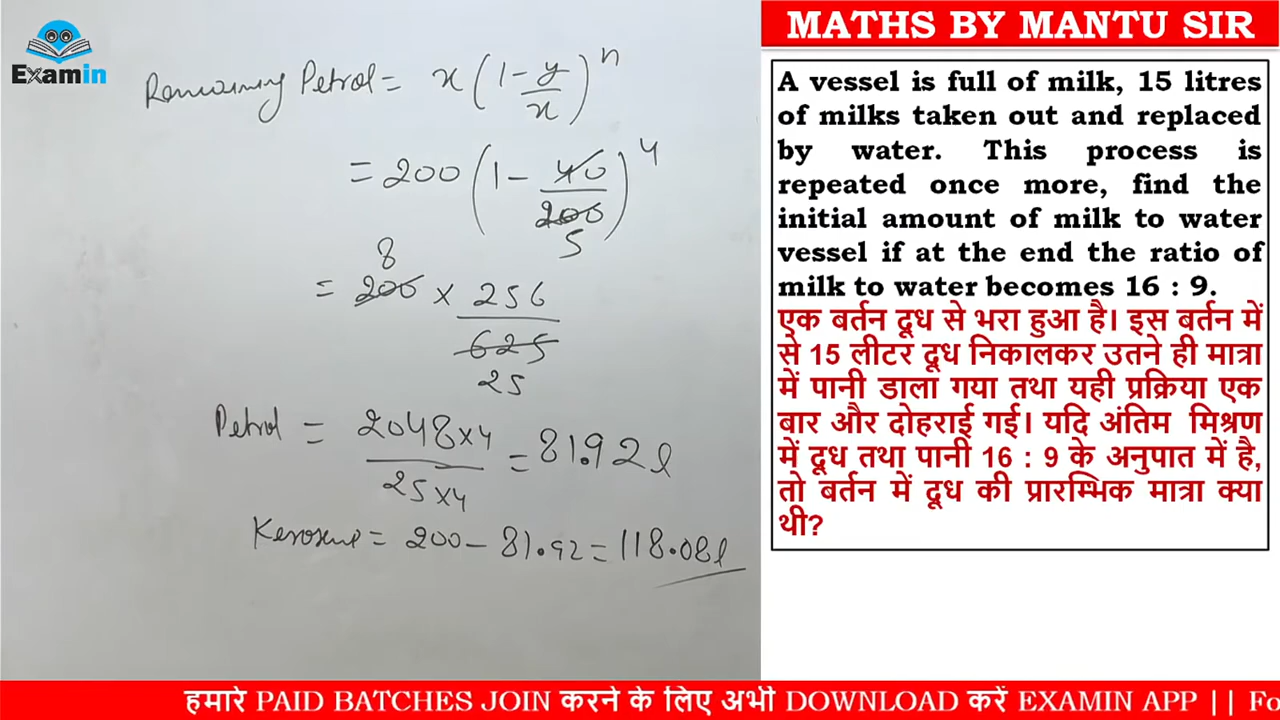 Examin
Remaining Petrol = x(1 - y/x)^n
= 200 (1 - 40/200)^4
5
8
= 200 × 256/625
25
Petrol = 2048×4/25×4 = 81.92 l
Kerosene = 200 - 81.92 = 118.08 l
MATHS BY MANTU SIR
A vessel is full of milk, 15 litres
of milks taken out and replaced
by water. This process is
repeated once more, find the
initial amount of milk to water
vessel if at the end the ratio of
milk to water becomes 16 : 9.
एक बर्तन दूध से भरा हुआ है। इस बर्तन में
से 15 लीटर दूध निकालकर उतने ही मात्रा
में पानी डाला गया तथा यही प्रक्रिया एक
बार और दोहराई गई। यदि अंतिम मिश्रण
में दूध तथा पानी 16 : 9 के अनुपात में है,
तो बर्तन में दूध की प्रारम्भिक मात्रा क्या
थी?
हमारे PAID BATCHES JOIN करने के लिए अभी DOWNLOAD करें EXAMIN APP || Fo